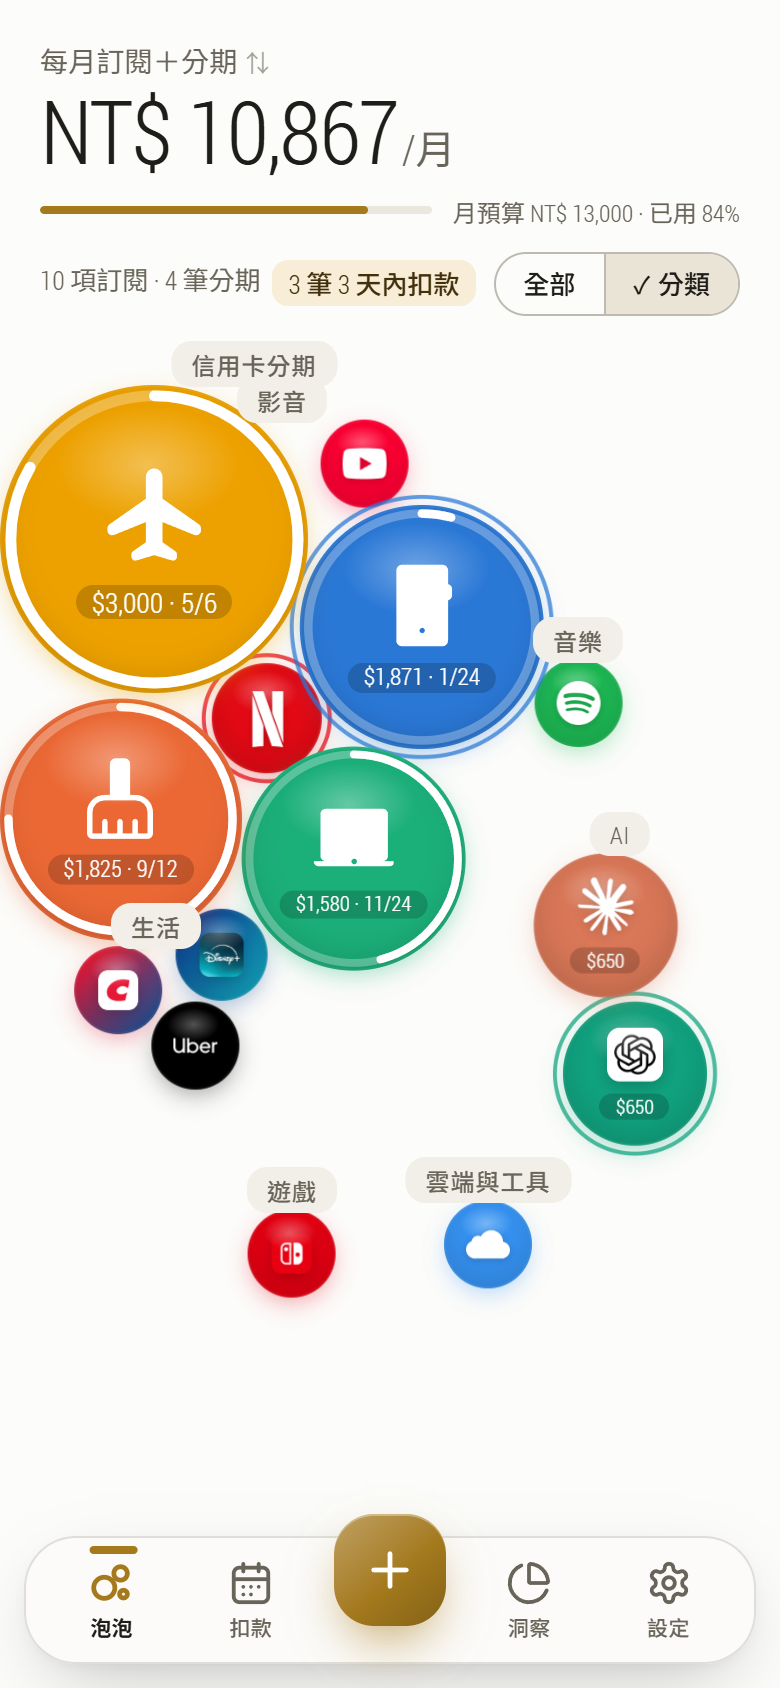 每月訂閱＋分期 ↑↓
NT$ 10,867/月
月預算 NT$ 13,000 · 已用 84%
10 項訂閱 · 4 筆分期
3 筆 3 天內扣款
全部
✓ 分類
信用卡分期
影音
$3,000 · 5/6
$1,871 · 1/24
音樂
N
$1,825 · 9/12
$1,580 · 11/24
AI
$650
生活
Disney+
Uber
$650
遊戲
雲端與工具
泡泡
扣款
+
洞察
設定